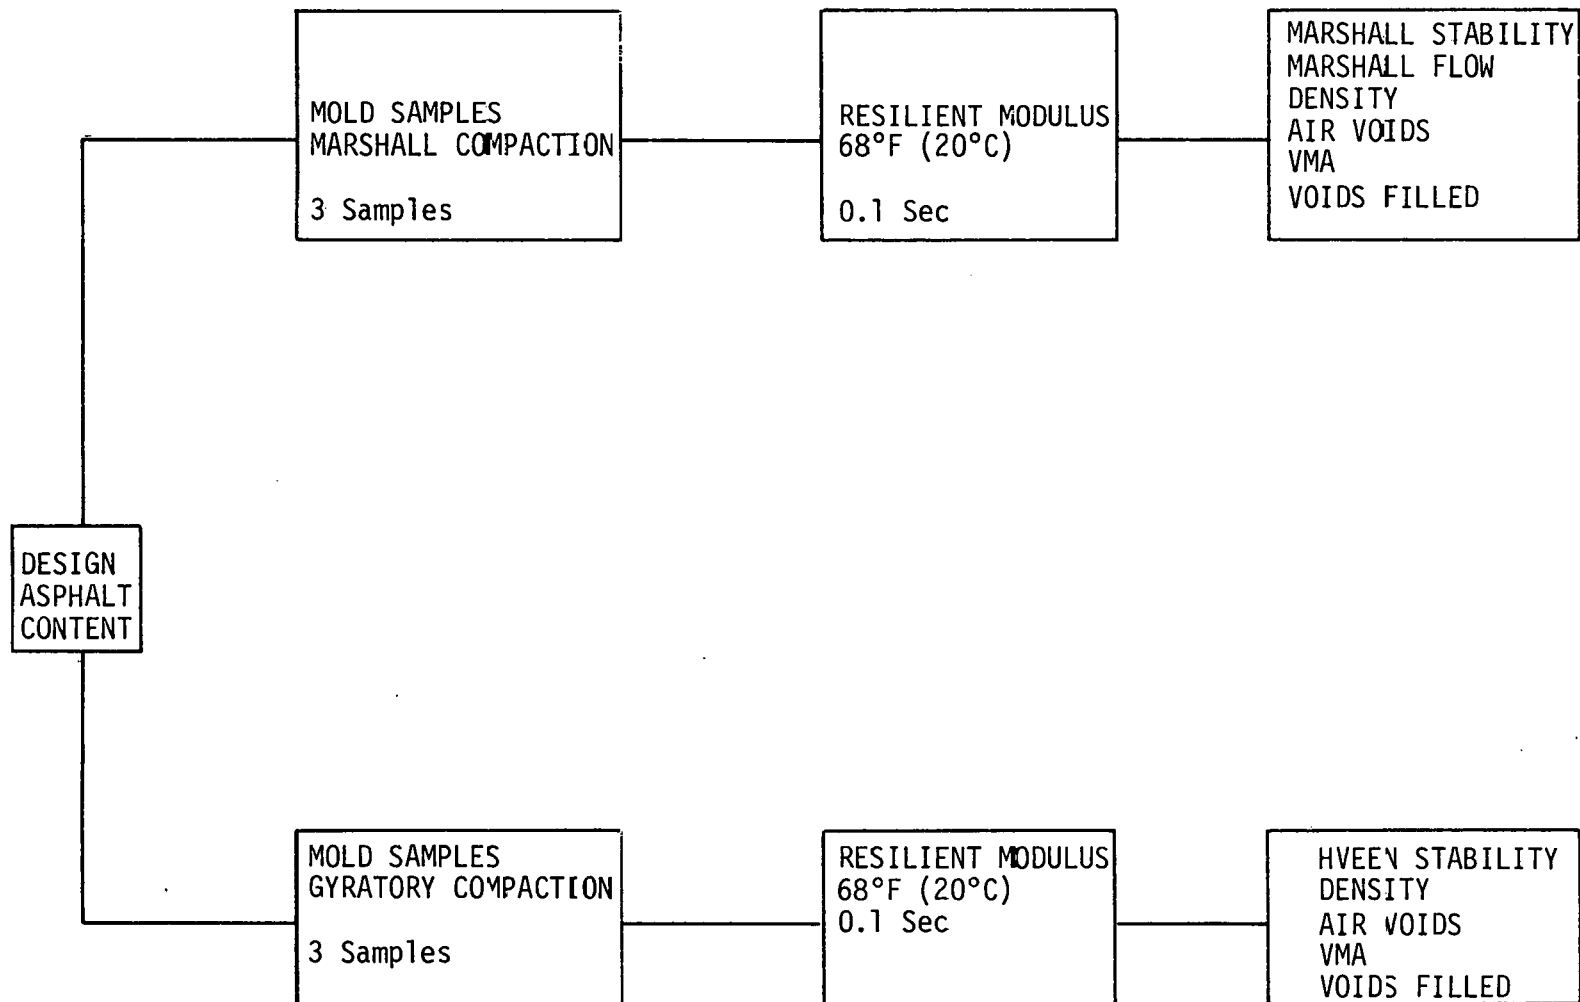 MOLD SAMPLES
MARSHALL COMPACTION
3 Samples
RESILIENT MODULUS
68°F (20°C)
0.1 Sec
MARSHALL STABILITY
MARSHALL FLOW
DENSITY
AIR VOIDS
VMA
VOIDS FILLED
DESIGN
ASPHALT
CONTENT
MOLD SAMPLES
GYRATORY COMPACTION
3 Samples
RESILIENT MODULUS
68°F (20°C)
0.1 Sec
HVEEN STABILITY
DENSITY
AIR VOIDS
VMA
VOIDS FILLED